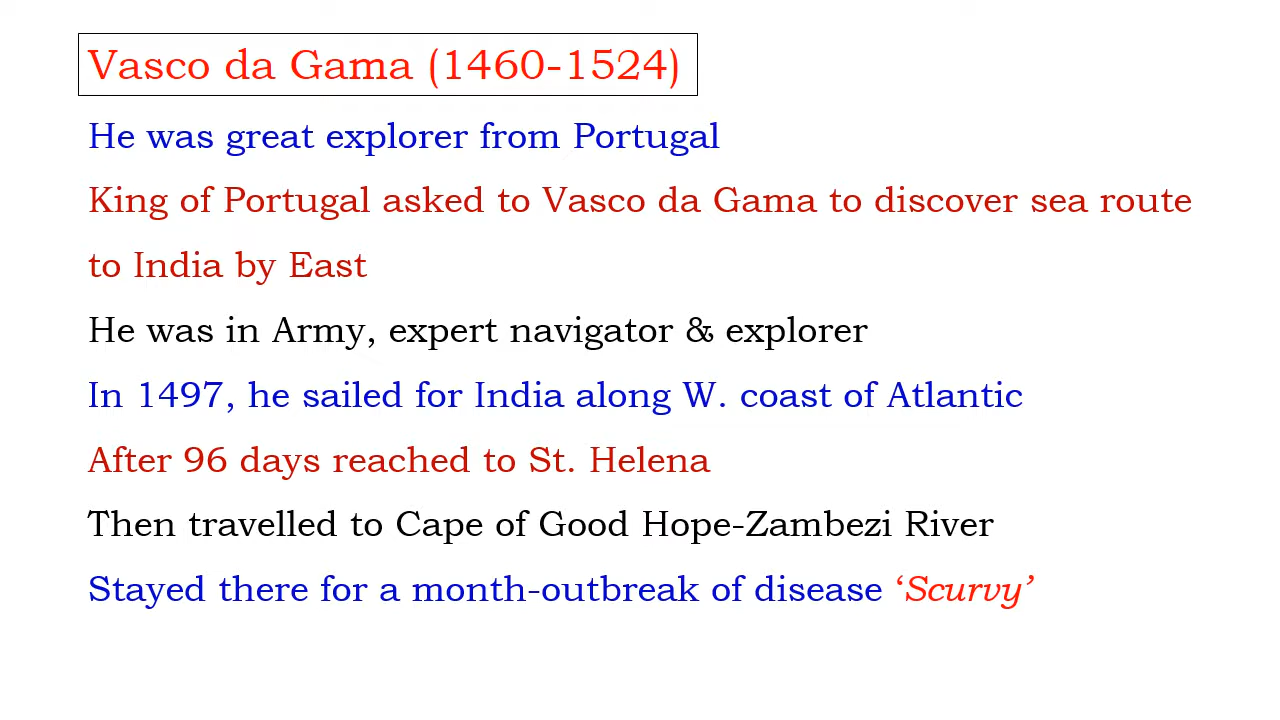 Vasco da Gama (1460-1524)
He was great explorer from Portugal
King of Portugal asked to Vasco da Gama to discover sea route
to India by East
He was in Army, expert navigator & explorer
In 1497, he sailed for India along W. coast of Atlantic
After 96 days reached to St. Helena
Then travelled to Cape of Good Hope-Zambezi River
Stayed there for a month-outbreak of disease ‘Scurvy’